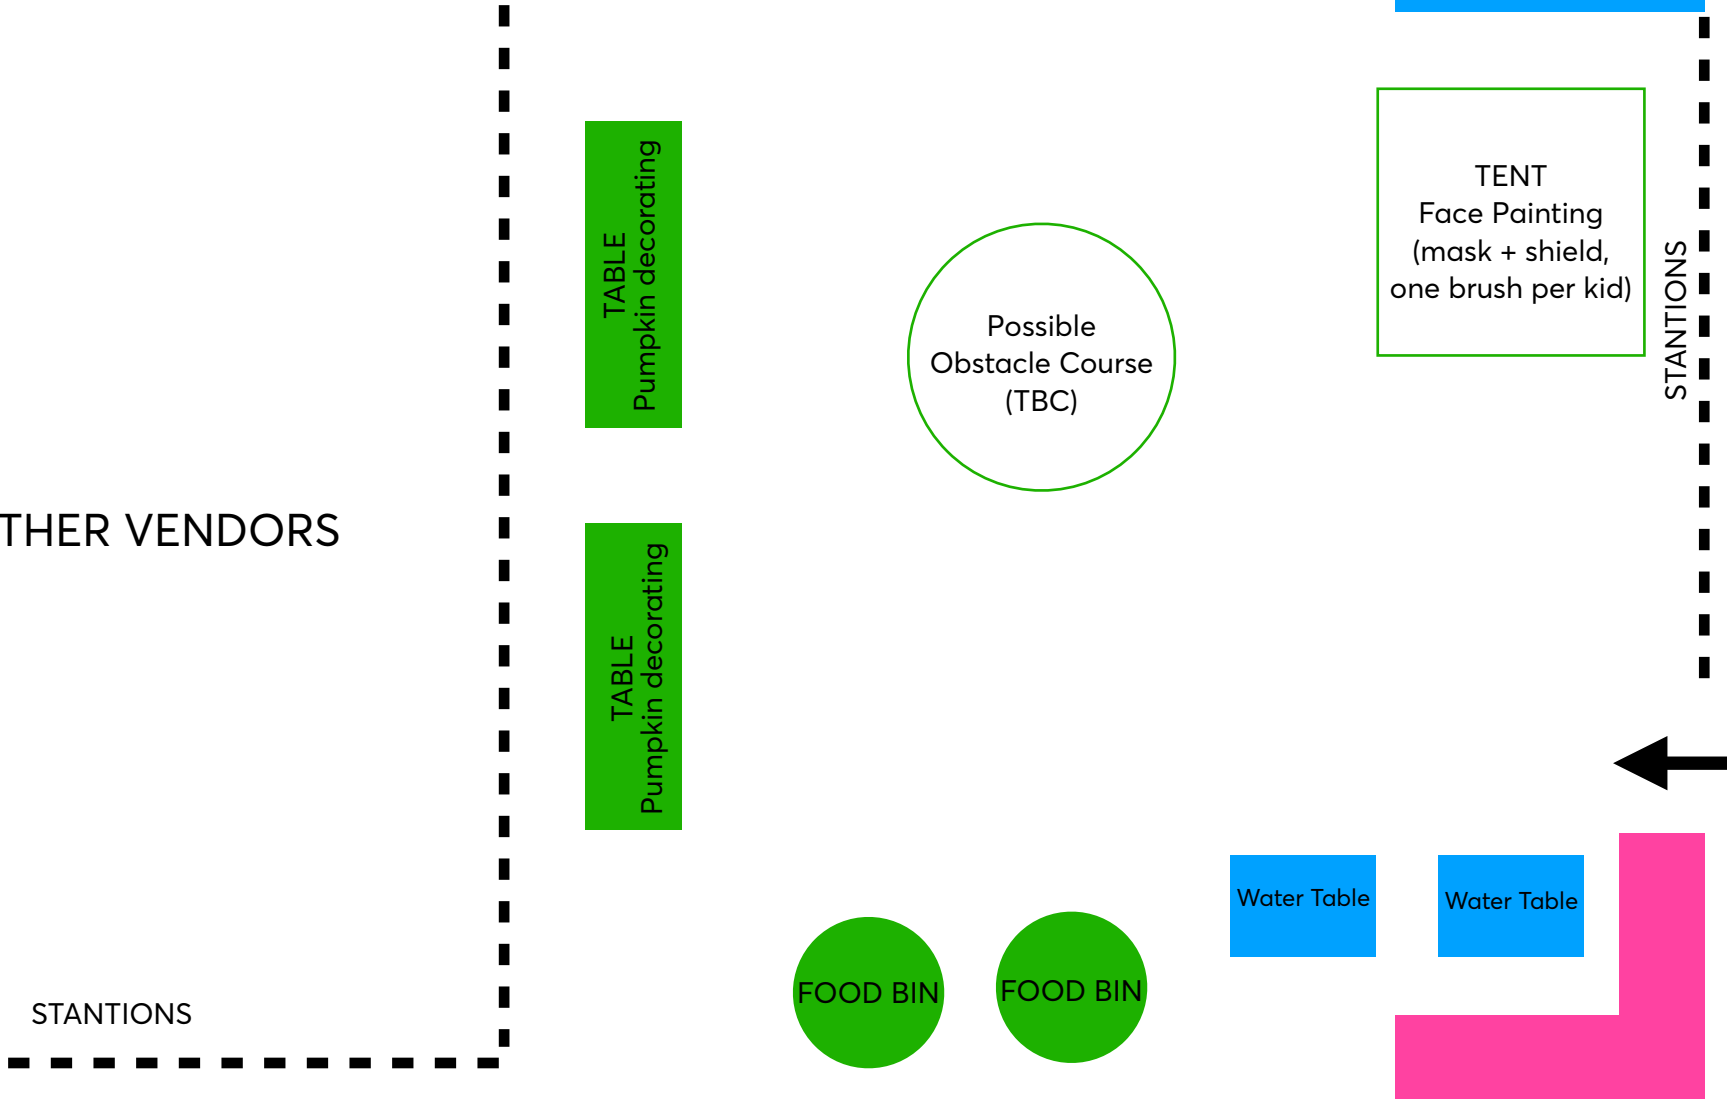 TABLE
Pumpkin decorating
TENT
Face Painting
(mask + shield,
one brush per kid)
STANTIONS
Possible
Obstacle Course
(TBC)
THER VENDORS
TABLE
Pumpkin decorating
Water Table
Water Table
FOOD BIN
FOOD BIN
STANTIONS